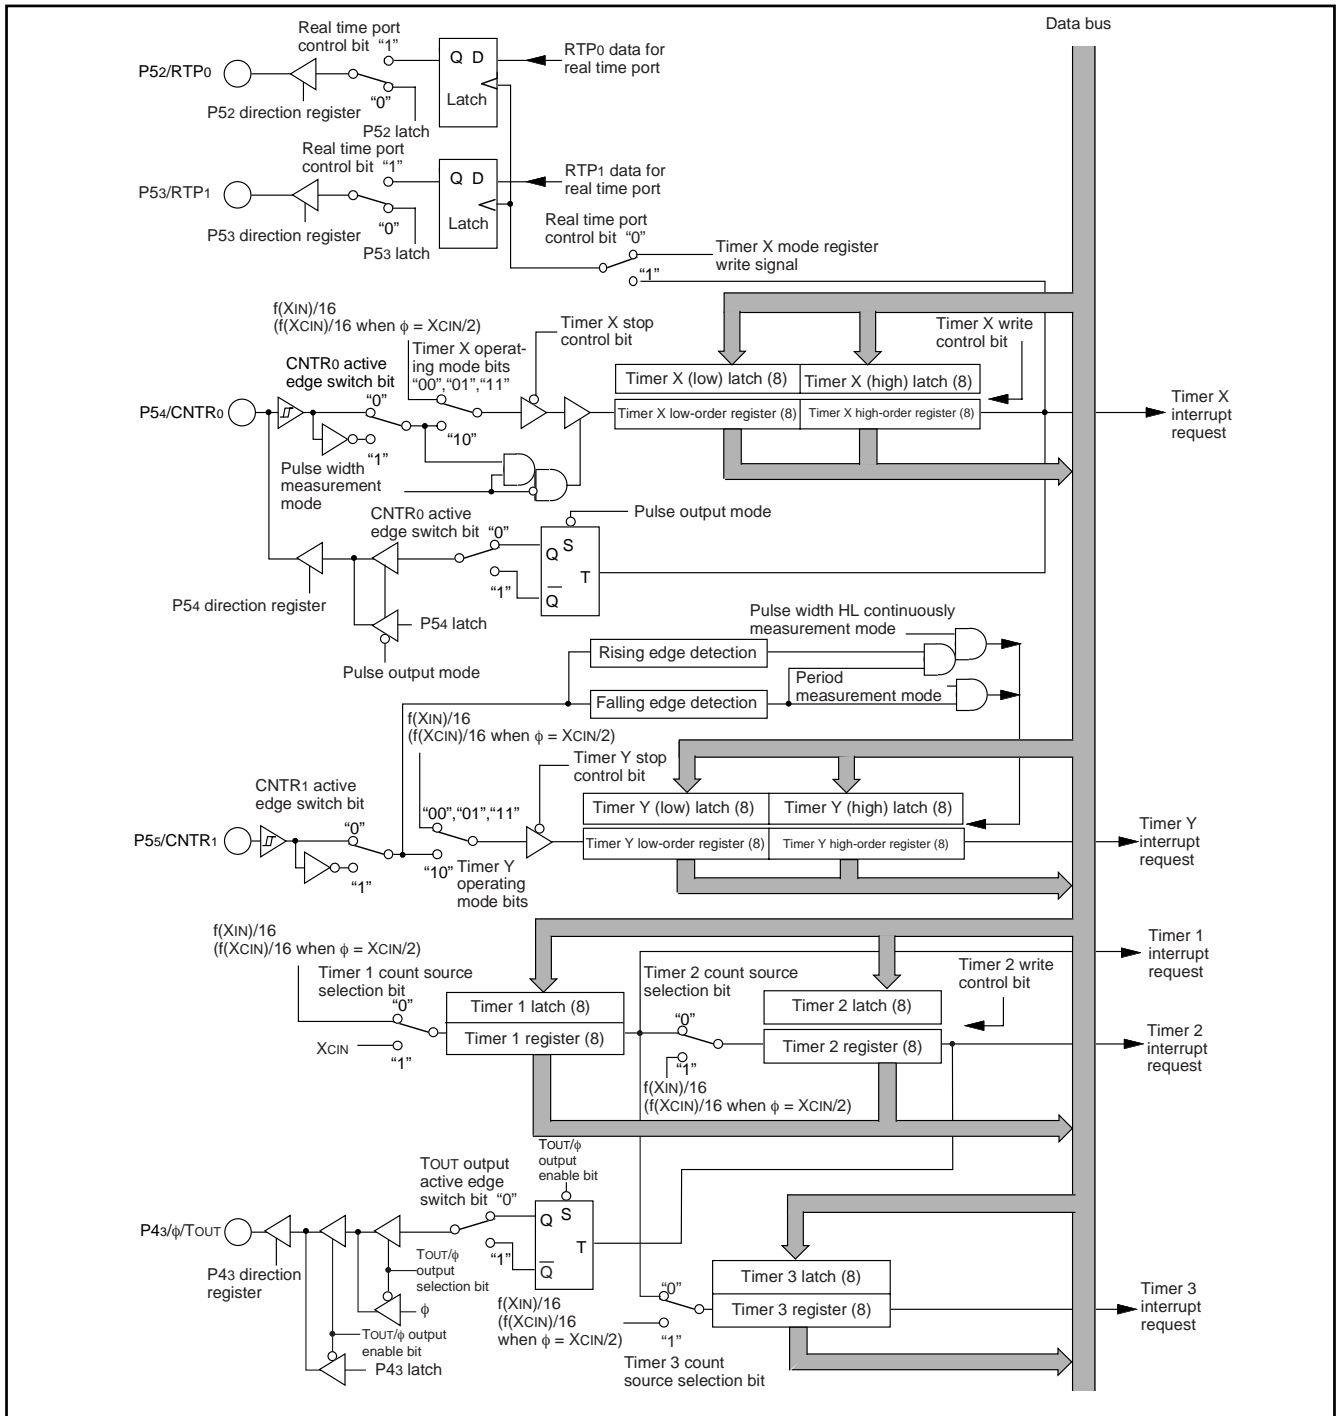 Data bus
Real time port
control bit “1”
Q D
RTP0 data for
real time port
P52/RTP0
“0”
Latch
P52 direction register
P52 latch
Real time port
control bit “1”
Q D
RTP1 data for
real time port
P53/RTP1
“0”
Latch
P53 direction register
P53 latch
Real time port
control bit “0”
Timer X mode register
write signal
“1”
f(XIN)/16
(f(XCIN)/16 when φ = XCIN/2)
Timer X stop
control bit
Timer X write
control bit
CNTR0 active
edge switch bit
Timer X operat-
ing mode bits
“00”,“01”,“11”
Timer X (low) latch (8)
Timer X (high) latch (8)
P54/CNTR0
“0”
Timer X low-order register (8)
Timer X high-order register (8)
Timer X
interrupt
request
“10”
“1”
Pulse width
measurement
mode
CNTR0 active
edge switch bit “0”
Pulse output mode
Q S
T
“1”
Q
P54 direction register
P54 latch
Pulse output mode
Pulse width HL continuously
measurement mode
Rising edge detection
Period
measurement mode
Falling edge detection
f(XIN)/16
(f(XCIN)/16 when φ = XCIN/2)
Timer Y stop
control bit
CNTR1 active
edge switch bit
“00”,“01”,“11”
Timer Y (low) latch (8)
Timer Y (high) latch (8)
P55/CNTR1
“0”
Timer Y low-order register (8)
Timer Y high-order register (8)
Timer Y
interrupt
request
“1”
“10” Timer Y
operating
mode bits
f(XIN)/16
(f(XCIN)/16 when φ = XCIN/2)
Timer 1
interrupt
request
Timer 1 count source
selection bit
Timer 2 count source
selection bit
Timer 2 write
control bit
“0”
Timer 1 latch (8)
“0”
Timer 2 latch (8)
XCIN
“1”
Timer 1 register (8)
“1”
Timer 2 register (8)
Timer 2
interrupt
request
f(XIN)/16
(f(XCIN)/16 when φ = XCIN/2)
TOUT/φ
output
enable bit
TOUT output
active edge
switch bit “0”
P43/φ/TOUT
Q S
T
“1”
Q
P43 direction
register
TOUT/φ
output
selection bit
φ
f(XIN)/16
(f(XCIN)/16
when φ = XCIN/2)
TOUT/φ output
enable bit
P43 latch
“0”
Timer 3 latch (8)
Timer 3 register (8)
Timer 3
interrupt
request
“1”
Timer 3 count
source selection bit